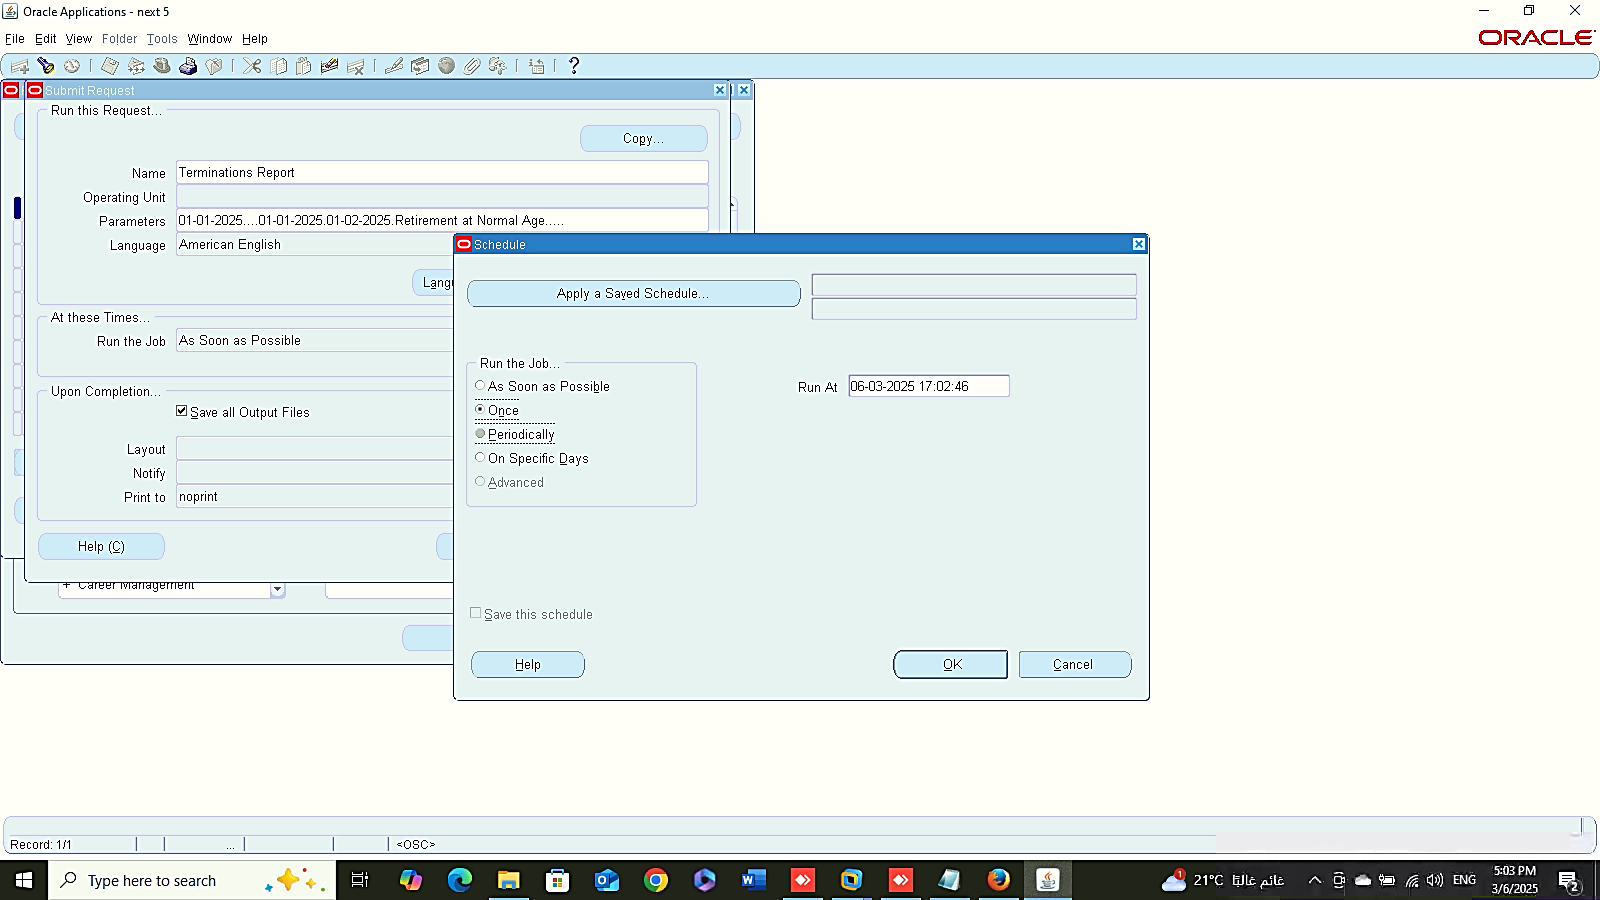 Oracle Applications - next 5
File Edit View Folder Tools Window Help
ORACLE
Submit Request
Run this Request...
Copy...
Name Terminations Report
Operating Unit
Parameters 01-01-2025....01-01-2025.01-02-2025.Retirement at Normal Age.....
Language American English
Schedule
Apply a Saved Schedule...
At these Times...
Run the Job As Soon as Possible
Run the Job...
As Soon as Possible
Run At 06-03-2025 17:02:46
Once
Periodically
On Specific Days
Advanced
Upon Completion...
Save all Output Files
Layout
Notify
Print to noprint
Help (C)
+ Career Management
Save this schedule
Help OK Cancel
Record: 1/1 ... <OSC>
Type here to search
1
21°C غائم غالبًا
ENG
5:03 PM
3/6/2025
2